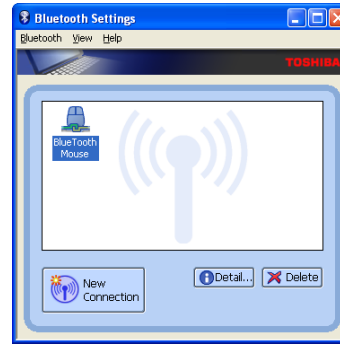 Bluetooth Settings
Bluetooth View Help
TOSHIBA
BlueTooth
Mouse
New
Connection
Detail...
Delete